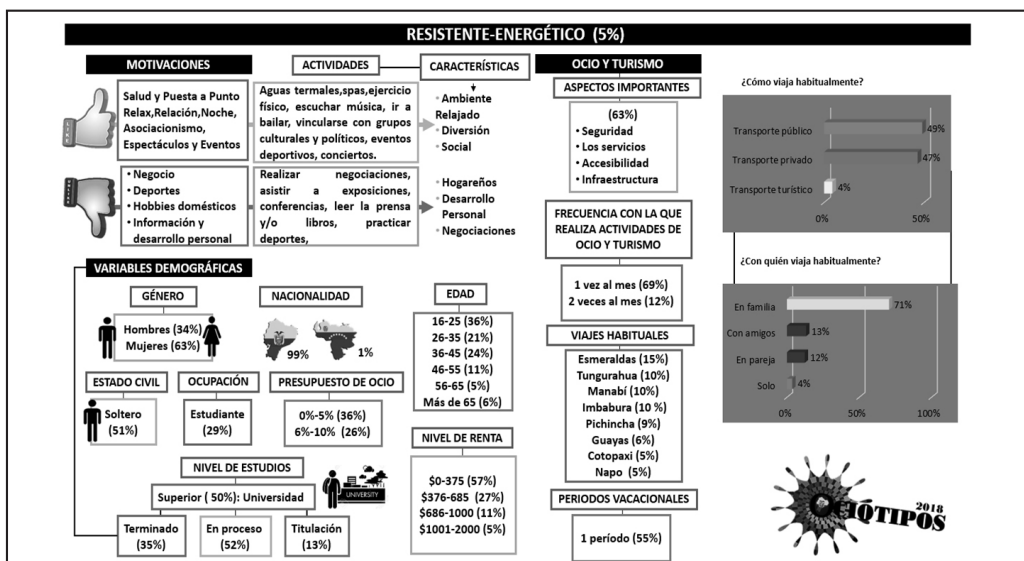 RESISTENTE-ENERGÉTICO (5%)
MOTIVACIONES
LIKE
Salud y Puesta a Punto
Relax,Relación,Noche,
Asociacionismo,
Espectáculos y Eventos
• Negocio
• Deportes
• Hobbies domésticos
• Información y
desarrollo personal
ACTIVIDADES
Aguas termales,spas,ejercicio
físico, escuchar música, ir a
bailar, vincularse con grupos
culturales y políticos, eventos
deportivos, conciertos.
Realizar negociaciones,
asistir a exposiciones,
conferencias, leer la prensa
y/o libros, practicar
deportes,
CARACTERÍSTICAS
• Ambiente
Relajado
• Diversión
• Social
• Hogareños
• Desarrollo
Personal
• Negociaciones
VARIABLES DEMOGRÁFICAS
GÉNERO
Hombres (34%)
Mujeres (63%)
NACIONALIDAD
99%
1%
EDAD
16-25 (36%)
26-35 (21%)
36-45 (24%)
46-55 (11%)
56-65 (5%)
Más de 65 (6%)
ESTADO CIVIL
Soltero
(51%)
OCUPACIÓN
Estudiante
(29%)
PRESUPUESTO DE OCIO
0%-5% (36%)
6%-10% (26%)
NIVEL DE RENTA
$0-375 (57%)
$376-685 (27%)
$686-1000 (11%)
$1001-2000 (5%)
NIVEL DE ESTUDIOS
UNIVERSITY
Superior ( 50%): Universidad
Terminado
(35%)
En proceso
(52%)
Titulación
(13%)
OCIO Y TURISMO
ASPECTOS IMPORTANTES
(63%)
• Seguridad
• Los servicios
• Accesibilidad
• Infraestructura
FRECUENCIA CON LA QUE
REALIZA ACTIVIDADES DE
OCIO Y TURISMO
1 vez al mes (69%)
2 veces al mes (12%)
VIAJES HABITUALES
Esmeraldas (15%)
Tungurahua (10%)
Manabí (10%)
Imbabura (10 %)
Pichincha (9%)
Guayas (6%)
Cotopaxi (5%)
Napo (5%)
PERIODOS VACACIONALES
1 período (55%)
¿Cómo viaja habitualmente?
Transporte público 49%
Transporte privado 47%
Transporte turístico 4%
0% 50%
¿Con quién viaja habitualmente?
En familia 71%
Con amigos 13%
En pareja 12%
Solo 4%
0% 50% 100%
2018